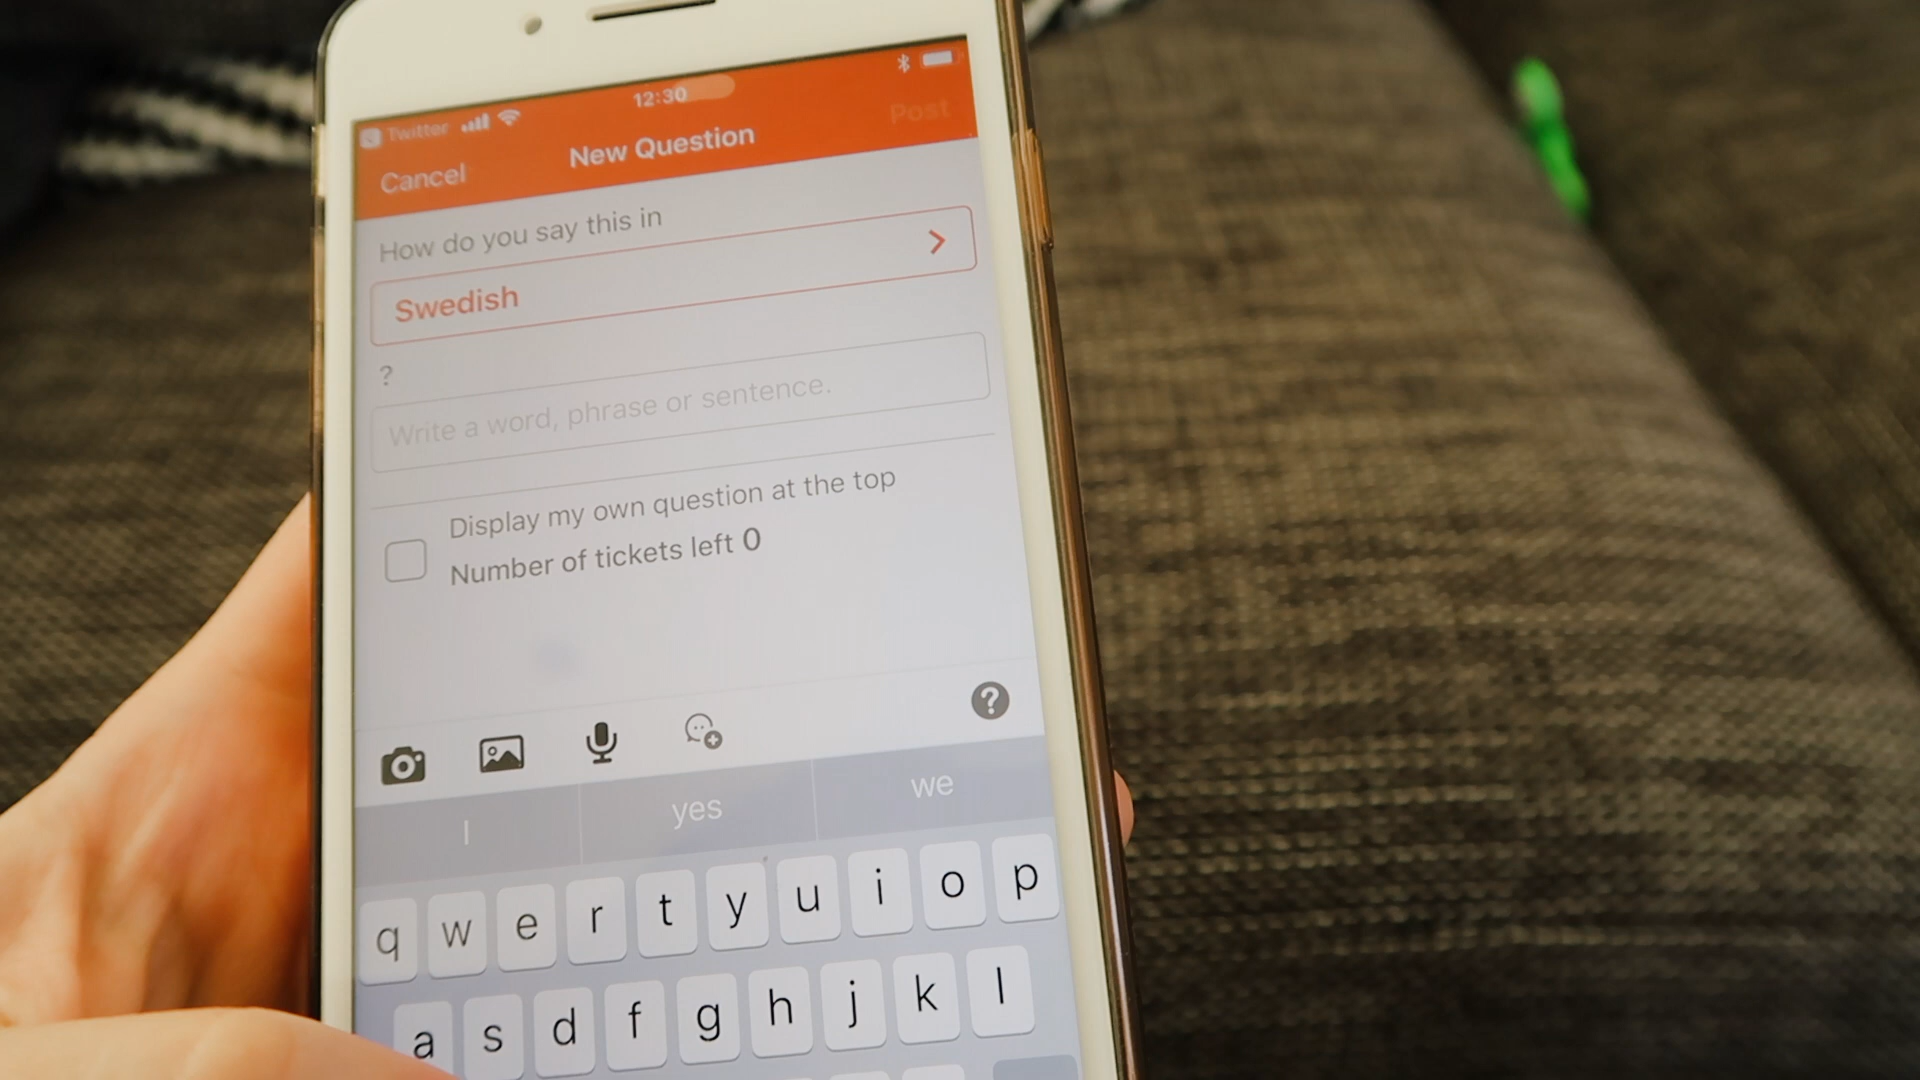 Twitter
12:30
Cancel
New Question
Post
How do you say this in
Swedish
?
Write a word, phrase or sentence.
Display my own question at the top
Number of tickets left 0
I yes we
q w e r t y u i o p
a s d f g h j k l